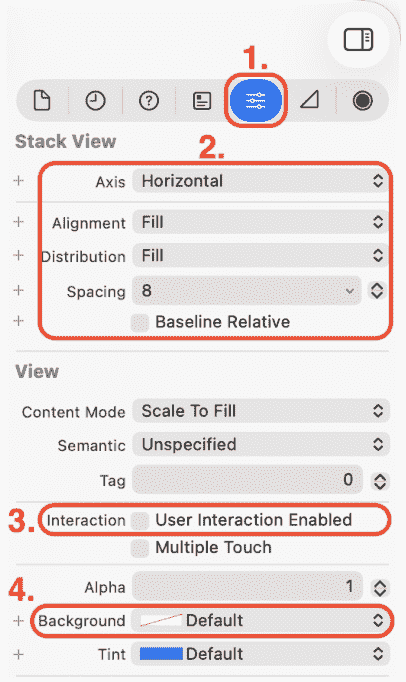 1.
Stack View
2.
Axis Horizontal
Alignment Fill
Distribution Fill
Spacing 8
Baseline Relative
View
Content Mode Scale To Fill
Semantic Unspecified
Tag 0
3. Interaction User Interaction Enabled
Multiple Touch
4.
Alpha 1
Background Default
Tint Default